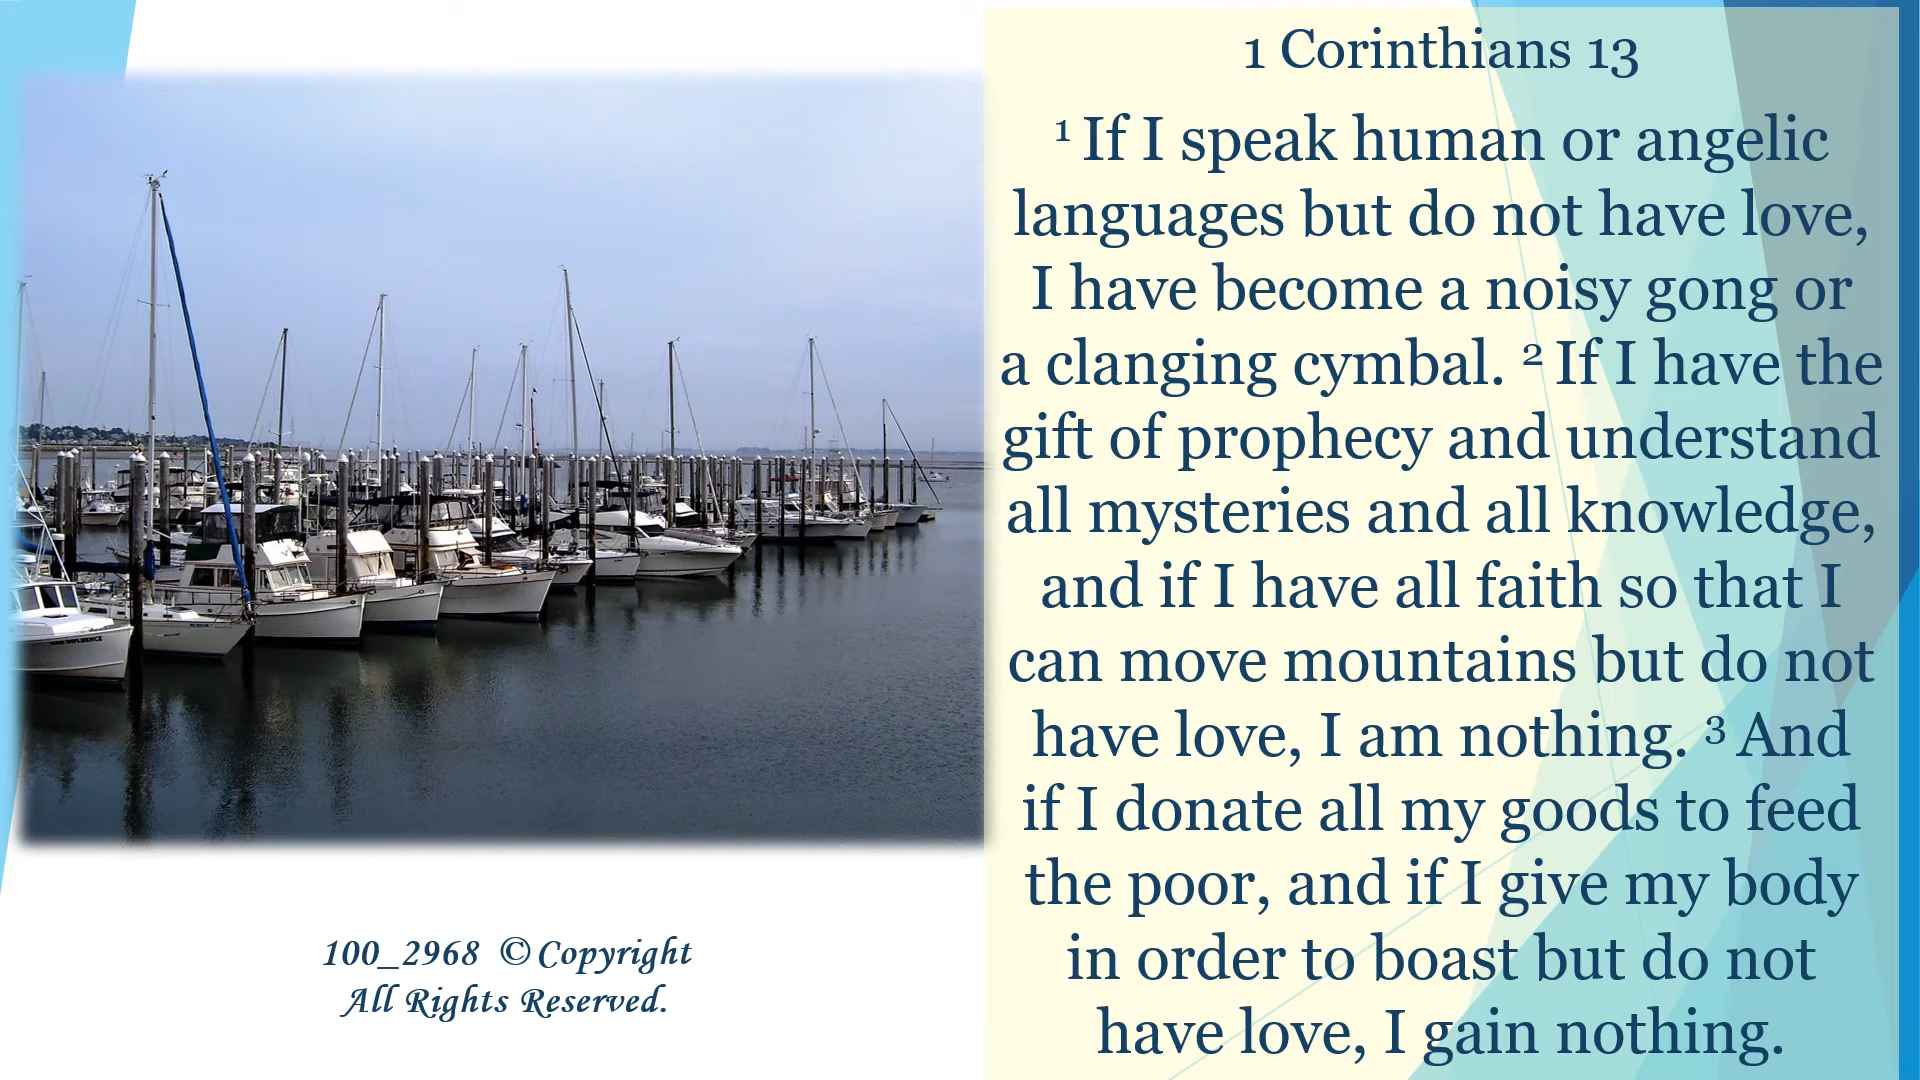 1 Corinthians 13
1 If I speak human or angelic
languages but do not have love,
I have become a noisy gong or
a clanging cymbal. 2 If I have the
gift of prophecy and understand
all mysteries and all knowledge,
and if I have all faith so that I
can move mountains but do not
have love, I am nothing. 3 And
if I donate all my goods to feed
the poor, and if I give my body
in order to boast but do not
have love, I gain nothing.
100_2968 © Copyright
All Rights Reserved.